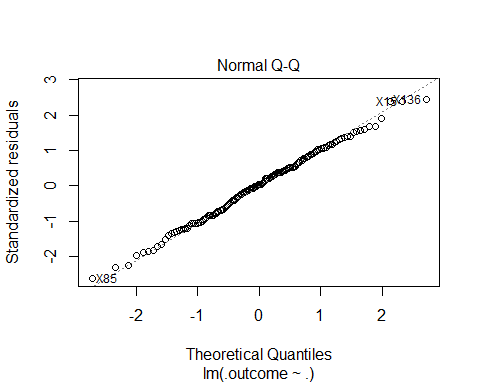 Normal Q-Q
Standardized residuals
3
2
1
0
-1
-2
X136
X85
-2
-1
0
1
2
Theoretical Quantiles
lm(.outcome ~ .)